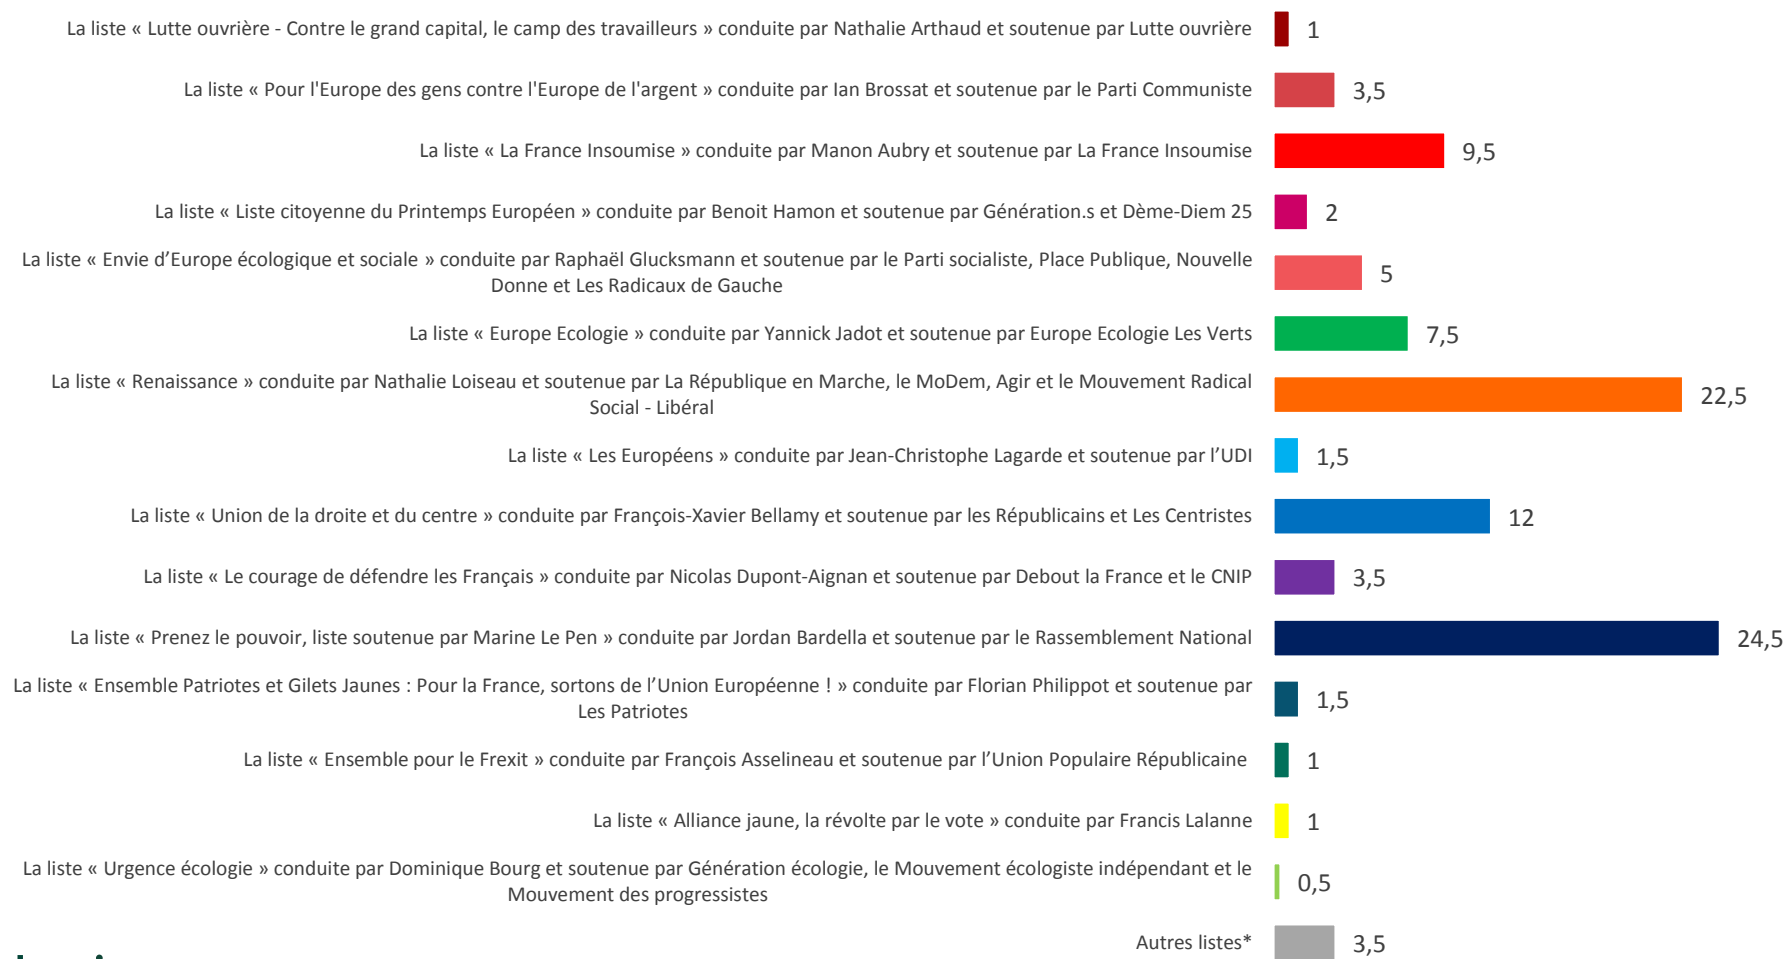 La liste « Lutte ouvrière - Contre le grand capital, le camp des travailleurs » conduite par Nathalie Arthaud et soutenue par Lutte ouvrière 1
La liste « Pour l'Europe des gens contre l'Europe de l'argent » conduite par Ian Brossat et soutenue par le Parti Communiste 3,5
La liste « La France Insoumise » conduite par Manon Aubry et soutenue par La France Insoumise 9,5
La liste « Liste citoyenne du Printemps Européen » conduite par Benoit Hamon et soutenue par Génération.s et Dème-Diem 25 2
La liste « Envie d’Europe écologique et sociale » conduite par Raphaël Glucksmann et soutenue par le Parti socialiste, Place Publique, Nouvelle
Donne et Les Radicaux de Gauche 5
La liste « Europe Ecologie » conduite par Yannick Jadot et soutenue par Europe Ecologie Les Verts 7,5
La liste « Renaissance » conduite par Nathalie Loiseau et soutenue par La République en Marche, le MoDem, Agir et le Mouvement Radical
Social - Libéral 22,5
La liste « Les Européens » conduite par Jean-Christophe Lagarde et soutenue par l’UDI 1,5
La liste « Union de la droite et du centre » conduite par François-Xavier Bellamy et soutenue par les Républicains et Les Centristes 12
La liste « Le courage de défendre les Français » conduite par Nicolas Dupont-Aignan et soutenue par Debout la France et le CNIP 3,5
La liste « Prenez le pouvoir, liste soutenue par Marine Le Pen » conduite par Jordan Bardella et soutenue par le Rassemblement National 24,5
La liste « Ensemble Patriotes et Gilets Jaunes : Pour la France, sortons de l’Union Européenne ! » conduite par Florian Philippot et soutenue par
Les Patriotes 1,5
La liste « Ensemble pour le Frexit » conduite par François Asselineau et soutenue par l’Union Populaire Républicaine 1
La liste « Alliance jaune, la révolte par le vote » conduite par Francis Lalanne 1
La liste « Urgence écologie » conduite par Dominique Bourg et soutenue par Génération écologie, le Mouvement écologiste indépendant et le
Mouvement des progressistes 0,5
Autres listes* 3,5